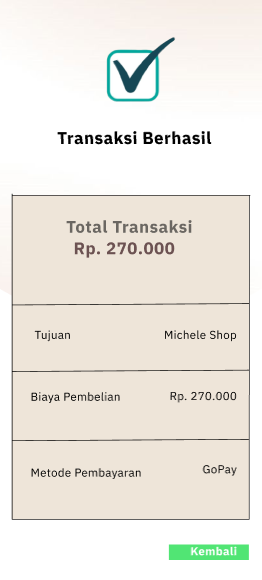 Transaksi Berhasil
Total Transaksi
Rp. 270.000
Tujuan Michele Shop
Biaya Pembelian Rp. 270.000
Metode Pembayaran GoPay
Kembali